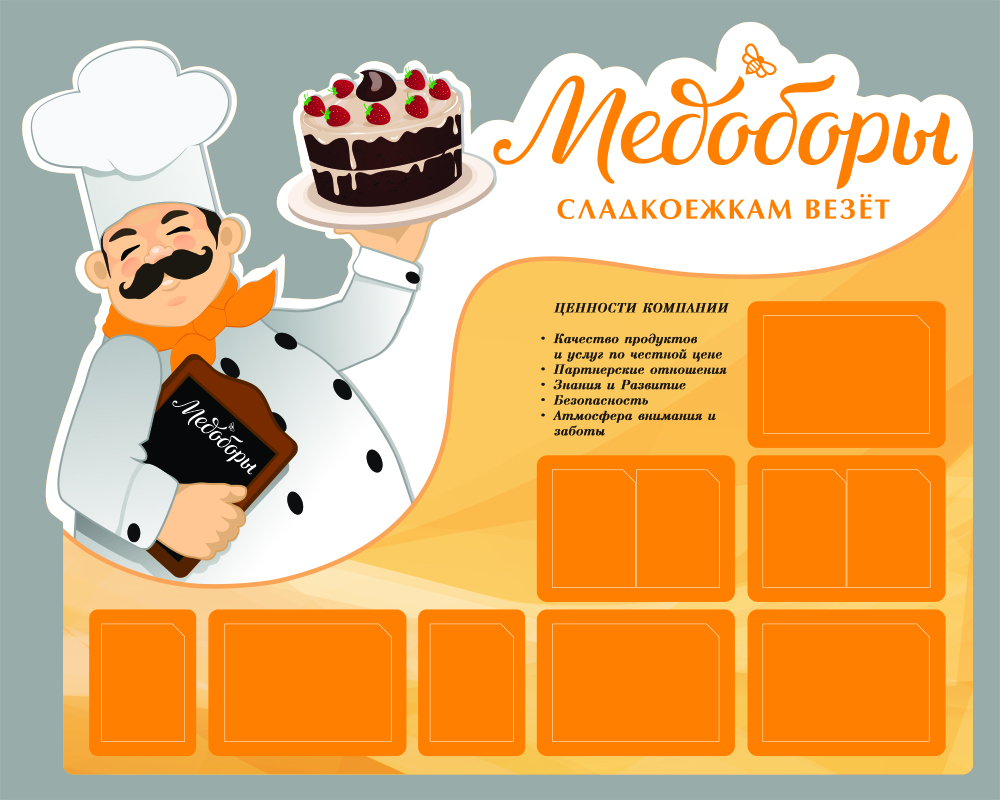 Медоборы
СЛАДКОЕЖКАМ ВЕЗЁТ
ЦЕННОСТИ КОМПАНИИ
• Качество продуктов
и услуг по честной цене
• Партнерские отношения
• Знания и Развитие
• Безопасность
• Атмосфера внимания и
заботы
Медоборы